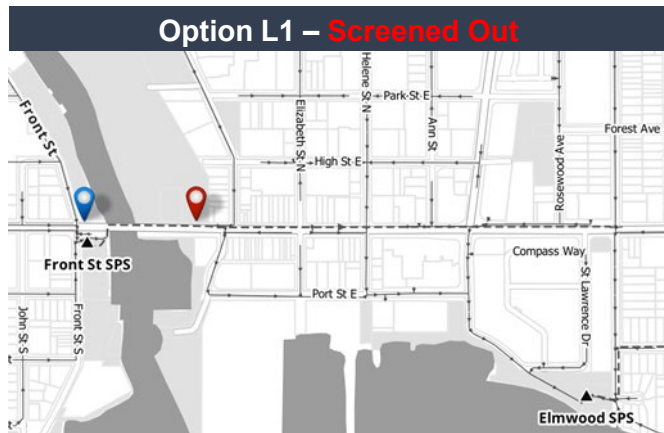 Option L1 – Screened Out
Front St
Elizabeth St N
Helene St N
Park St E
Ann St
High St E
Rosewood Ave
Forest Ave
Front St SPS
Compass Way
St Lawrence Dr
John St S
Front St S
Port St E
Elmwood SPS